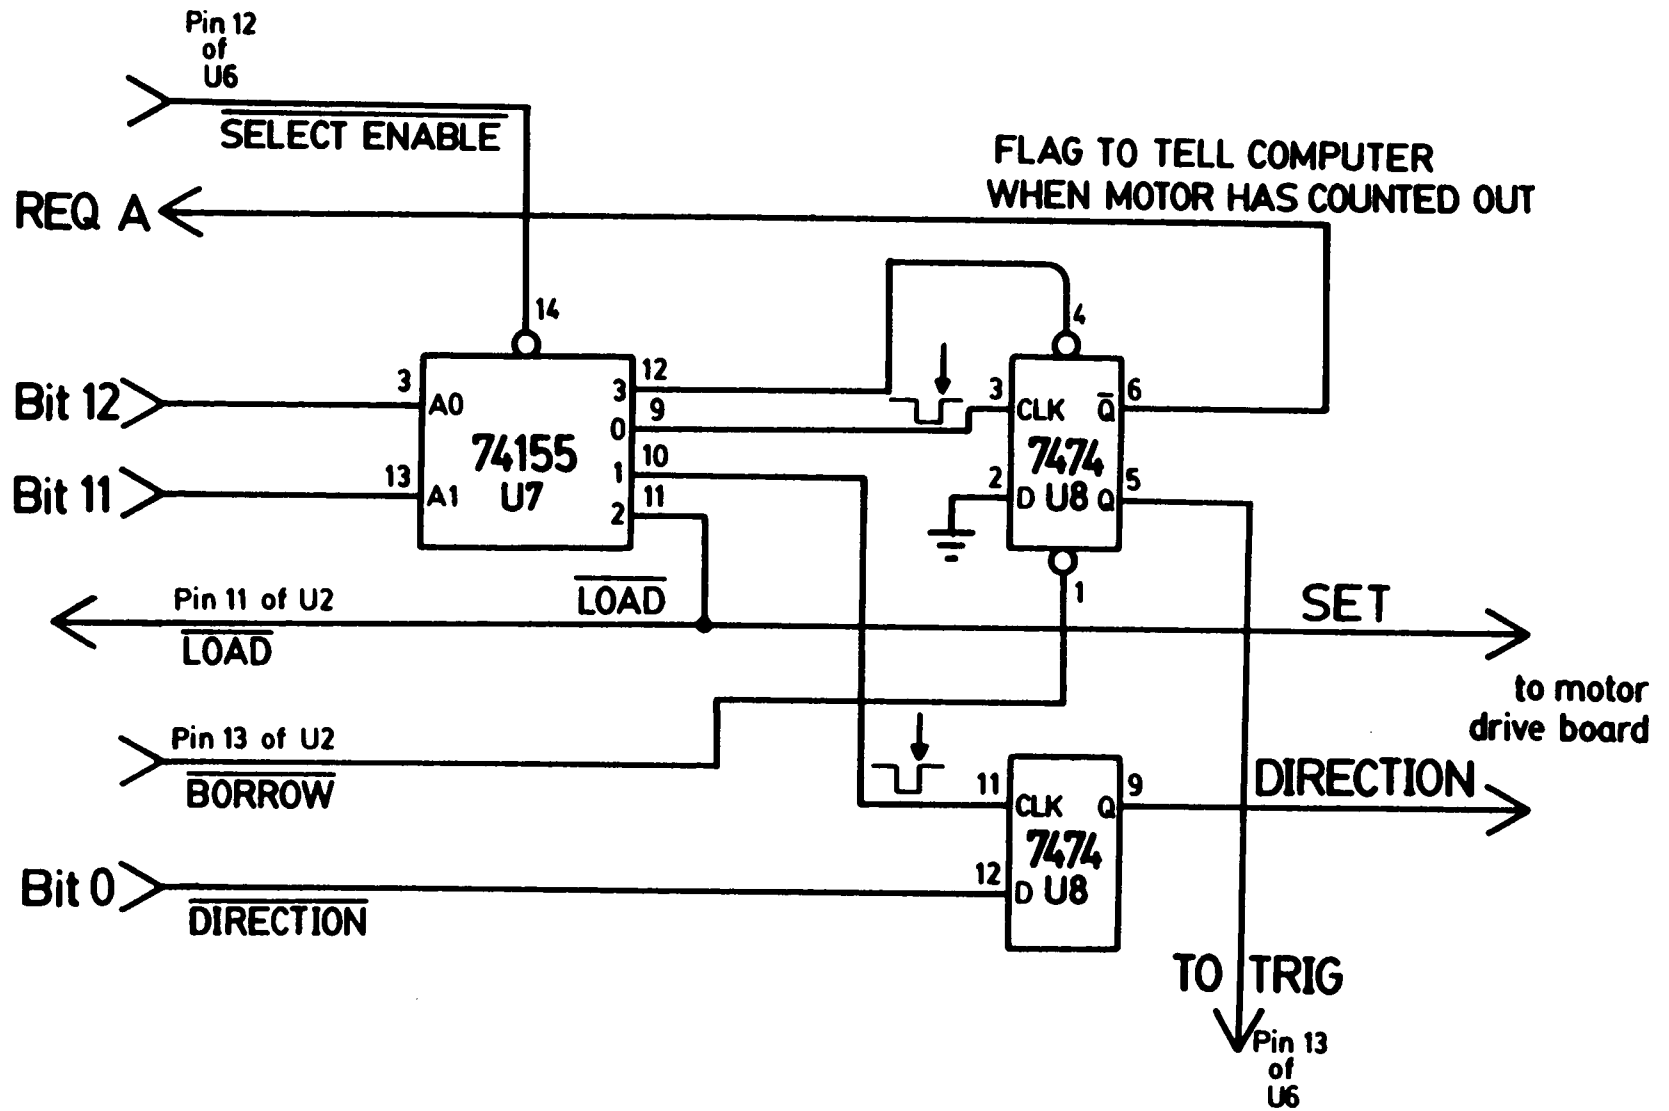 Pin 12
of
U6
SELECT ENABLE
FLAG TO TELL COMPUTER
WHEN MOTOR HAS COUNTED OUT
REQ A
14
4
Bit 12
3
A0
3
12
0
9
3
CLK
Q̅
6
74155
U7
7474
U8
Bit 11
13
A1
1
10
2
11
2
D
Q
5
1
Pin 11 of U2
LOAD
LOAD
SET
to motor
drive board
Pin 13 of U2
BORROW
DIRECTION
11
CLK
Q
9
7474
U8
Bit 0
12
D
DIRECTION
TO TRIG
Pin 13
of
U6